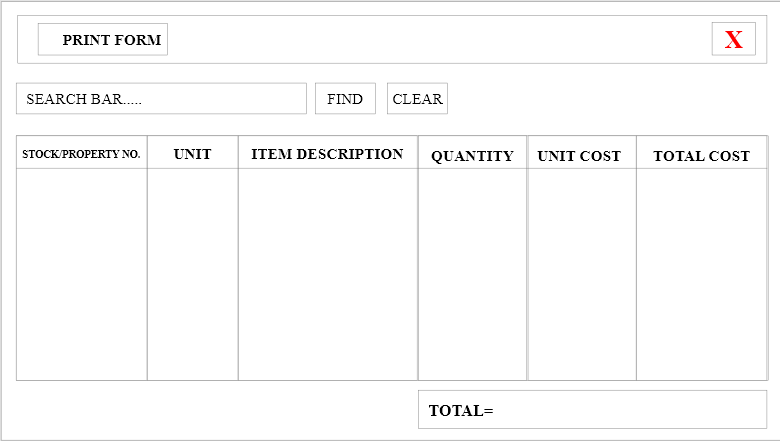 PRINT FORM
X
SEARCH BAR.....
FIND
CLEAR
STOCK/PROPERTY NO.
UNIT
ITEM DESCRIPTION
QUANTITY
UNIT COST
TOTAL COST
TOTAL=